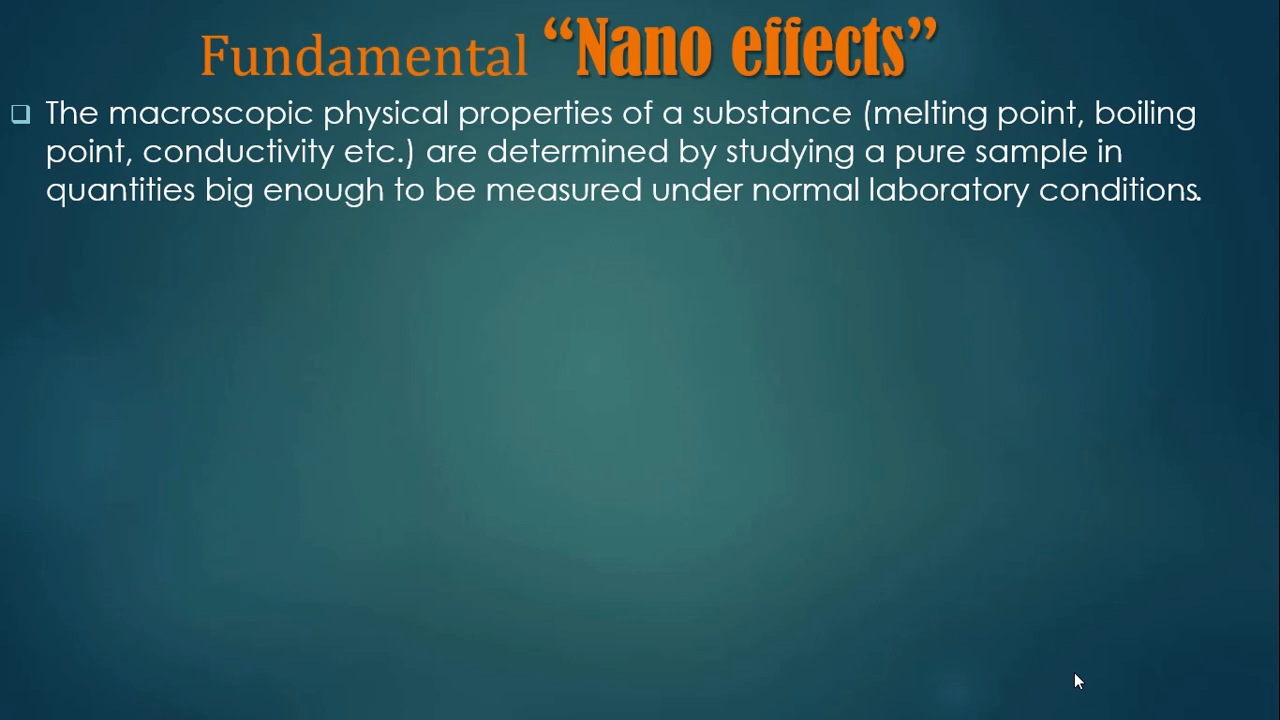 Fundamental “Nano effects”
The macroscopic physical properties of a substance (melting point, boiling
point, conductivity etc.) are determined by studying a pure sample in
quantities big enough to be measured under normal laboratory conditions.